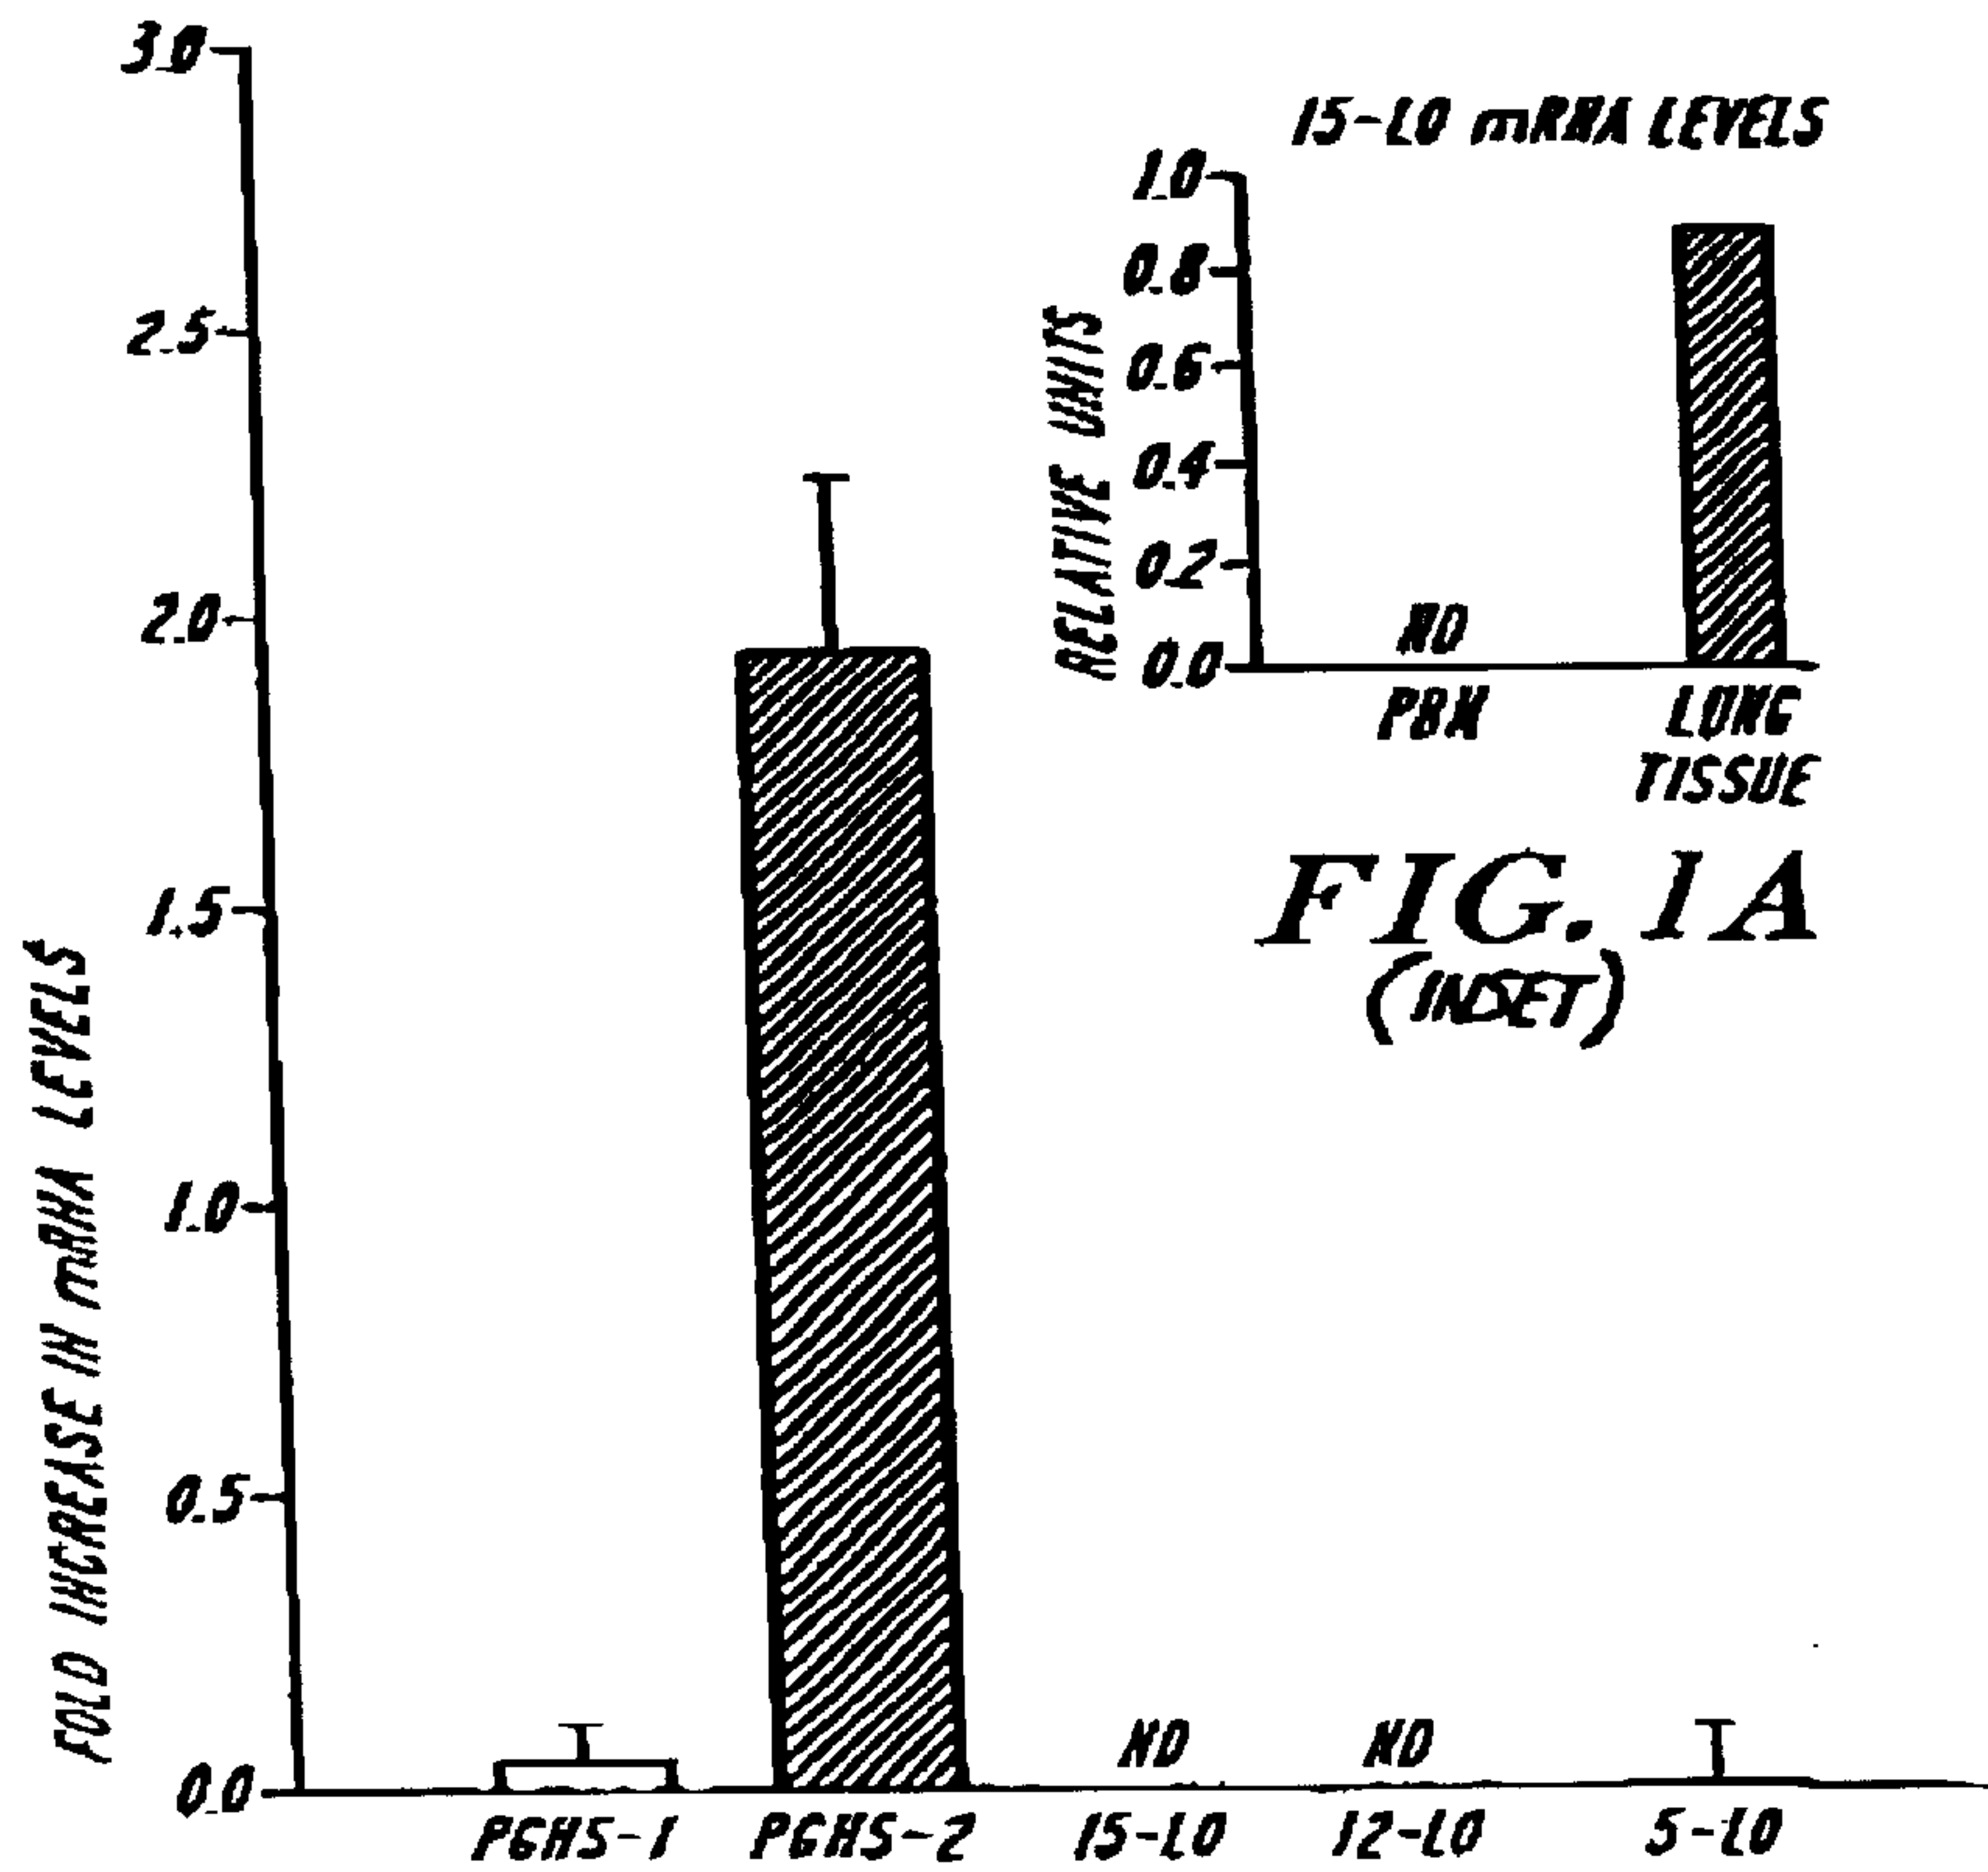 3.0
2.5
2.0
1.5
1.0
0.5
0.0
FOLD INCREASE IN mRNA LEVELS
PGHS-1
PGHS-2
ND
15-LO
ND
12-LO
5-LO
15-LO mRNA LEVELS
1.0
0.8
0.6
0.4
0.2
0.0
RELATIVE UNITS
ND
PBM
LUNG
TISSUE
FIG. 1A
(INSET)